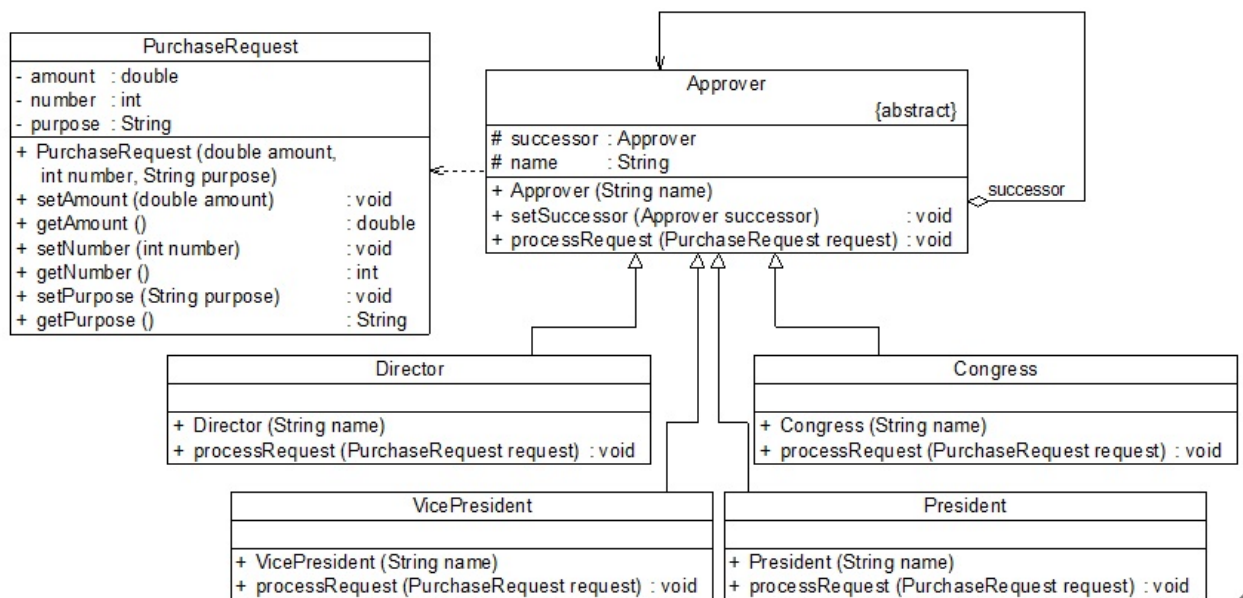 PurchaseRequest
- amount : double
- number : int
- purpose : String
+ PurchaseRequest (double amount,
int number, String purpose)
+ setAmount (double amount) : void
+ getAmount () : double
+ setNumber (int number) : void
+ getNumber () : int
+ setPurpose (String purpose) : void
+ getPurpose () : String
Approver
{abstract}
# successor : Approver
# name : String
+ Approver (String name)
+ setSuccessor (Approver successor) : void
+ processRequest (PurchaseRequest request) : void
successor
Director
+ Director (String name)
+ processRequest (PurchaseRequest request) : void
Congress
+ Congress (String name)
+ processRequest (PurchaseRequest request) : void
VicePresident
+ VicePresident (String name)
+ processRequest (PurchaseRequest request) : void
President
+ President (String name)
+ processRequest (PurchaseRequest request) : void